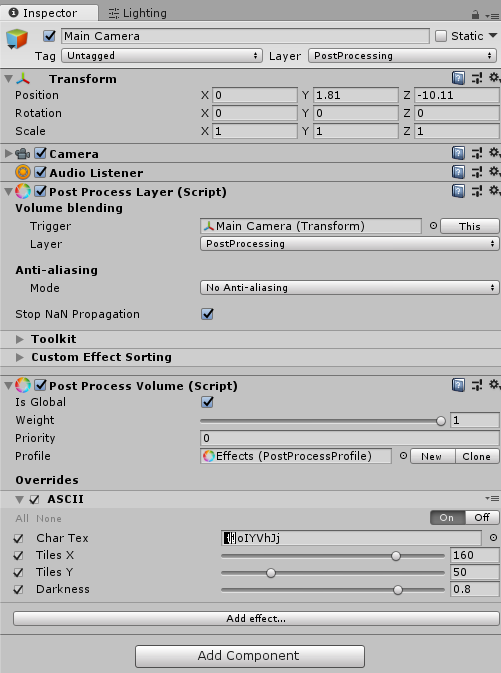 Inspector Lighting
Main Camera Static
Tag Untagged Layer PostProcessing
Transform
Position X 0 Y 1.81 Z -10.11
Rotation X 0 Y 0 Z 0
Scale X 1 Y 1 Z 1
Camera
Audio Listener
Post Process Layer (Script)
Volume blending
Trigger Main Camera (Transform) This
Layer PostProcessing
Anti-aliasing
Mode No Anti-aliasing
Stop NaN Propagation
Toolkit
Custom Effect Sorting
Post Process Volume (Script)
Is Global
Weight 1
Priority 0
Profile Effects (PostProcessProfile) New Clone
Overrides
ASCII
All None On Off
Char Tex oIYVhJj
Tiles X 160
Tiles Y 50
Darkness 0.8
Add effect...
Add Component